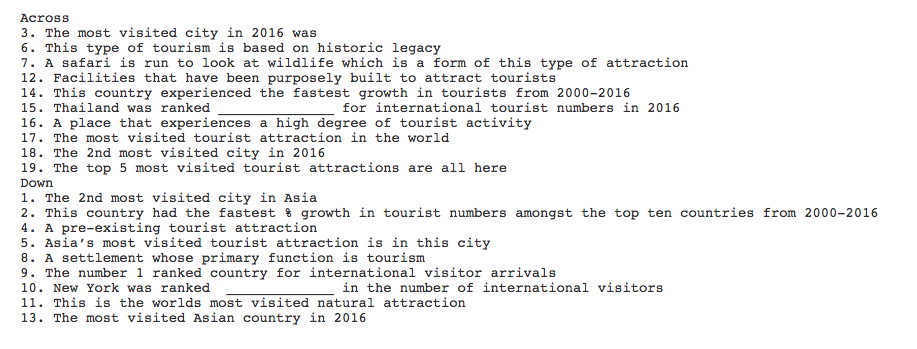 Across
3. The most visited city in 2016 was
6. This type of tourism is based on historic legacy
7. A safari is run to look at wildlife which is a form of this type of attraction
12. Facilities that have been purposely built to attract tourists
14. This country experienced the fastest growth in tourists from 2000-2016
15. Thailand was ranked ______________ for international tourist numbers in 2016
16. A place that experiences a high degree of tourist activity
17. The most visited tourist attraction in the world
18. The 2nd most visited city in 2016
19. The top 5 most visited tourist attractions are all here
Down
1. The 2nd most visited city in Asia
2. This country had the fastest % growth in tourist numbers amongst the top ten countries from 2000-2016
4. A pre-existing tourist attraction
5. Asia's most visited tourist attraction is in this city
8. A settlement whose primary function is tourism
9. The number 1 ranked country for international visitor arrivals
10. New York was ranked _____________ in the number of international visitors
11. This is the worlds most visited natural attraction
13. The most visited Asian country in 2016